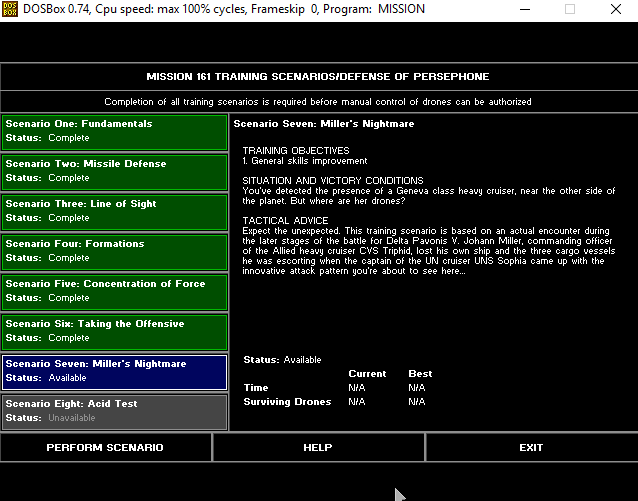 DOS BOX
DOSBox 0.74, Cpu speed: max 100% cycles, Frameskip 0, Program: MISSION
MISSION 161 TRAINING SCENARIOS/DEFENSE OF PERSEPHONE
Completion of all training scenarios is required before manual control of drones can be authorized
Scenario One: Fundamentals
Status: Complete
Scenario Two: Missile Defense
Status: Complete
Scenario Three: Line of Sight
Status: Complete
Scenario Four: Formations
Status: Complete
Scenario Five: Concentration of Force
Status: Complete
Scenario Six: Taking the Offensive
Status: Complete
Scenario Seven: Miller's Nightmare
Status: Available
Scenario Eight: Acid Test
Status: Unavailable
Scenario Seven: Miller's Nightmare
TRAINING OBJECTIVES
1. General skills improvement
SITUATION AND VICTORY CONDITIONS
You've detected the presence of a Geneva class heavy cruiser, near the other side of
the planet. But where are her drones?
TACTICAL ADVICE
Expect the unexpected. This training scenario is based on an actual encounter during
the later stages of the battle for Delta Pavonis V. Johann Miller, commanding officer
of the Allied heavy cruiser CVS Triphid, lost his own ship and the three cargo vessels
he was escorting when the captain of the UN cruiser UNS Sophia came up with the
innovative attack pattern you're about to see here...
Status: Available
Current Best
Time N/A N/A
Surviving Drones N/A N/A
PERFORM SCENARIO HELP EXIT